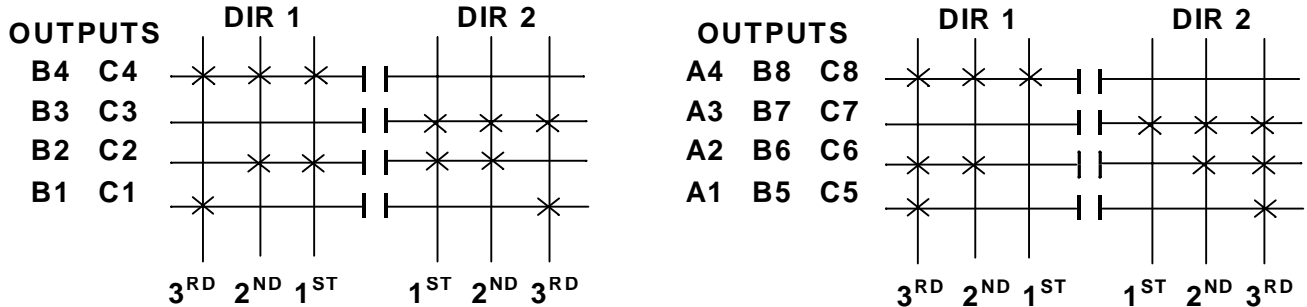 DIR 1 DIR 2
OUTPUTS
B4 C4
B3 C3
B2 C2
B1 C1
3RD 2ND 1ST 1ST 2ND 3RD
DIR 1 DIR 2
OUTPUTS
A4 B8 C8
A3 B7 C7
A2 B6 C6
A1 B5 C5
3RD 2ND 1ST 1ST 2ND 3RD